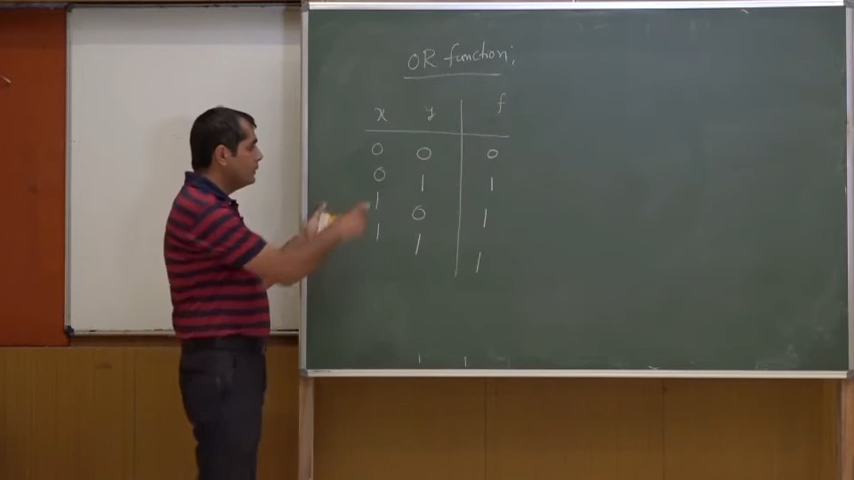 OR function;
x y f
0 0 0
0 1 1
1 0 1
1 1 1